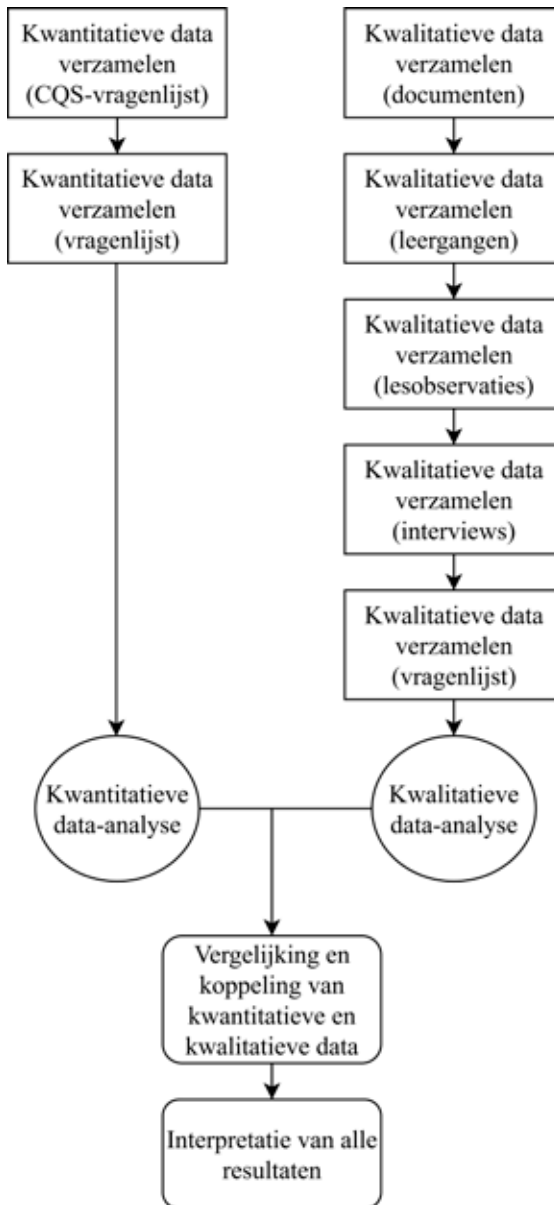 Kwantitatieve data
verzamelen
(CQS-vragenlijst)
Kwantitatieve data
verzamelen
(vragenlijst)
Kwalitatieve data
verzamelen
(documenten)
Kwalitatieve data
verzamelen
(leergangen)
Kwalitatieve data
verzamelen
(lesobservaties)
Kwalitatieve data
verzamelen
(interviews)
Kwalitatieve data
verzamelen
(vragenlijst)
Kwantitatieve
data-analyse
Kwalitatieve
data-analyse
Vergelijking en
koppeling van
kwantitatieve en
kwalitatieve data
Interpretatie van alle
resultaten